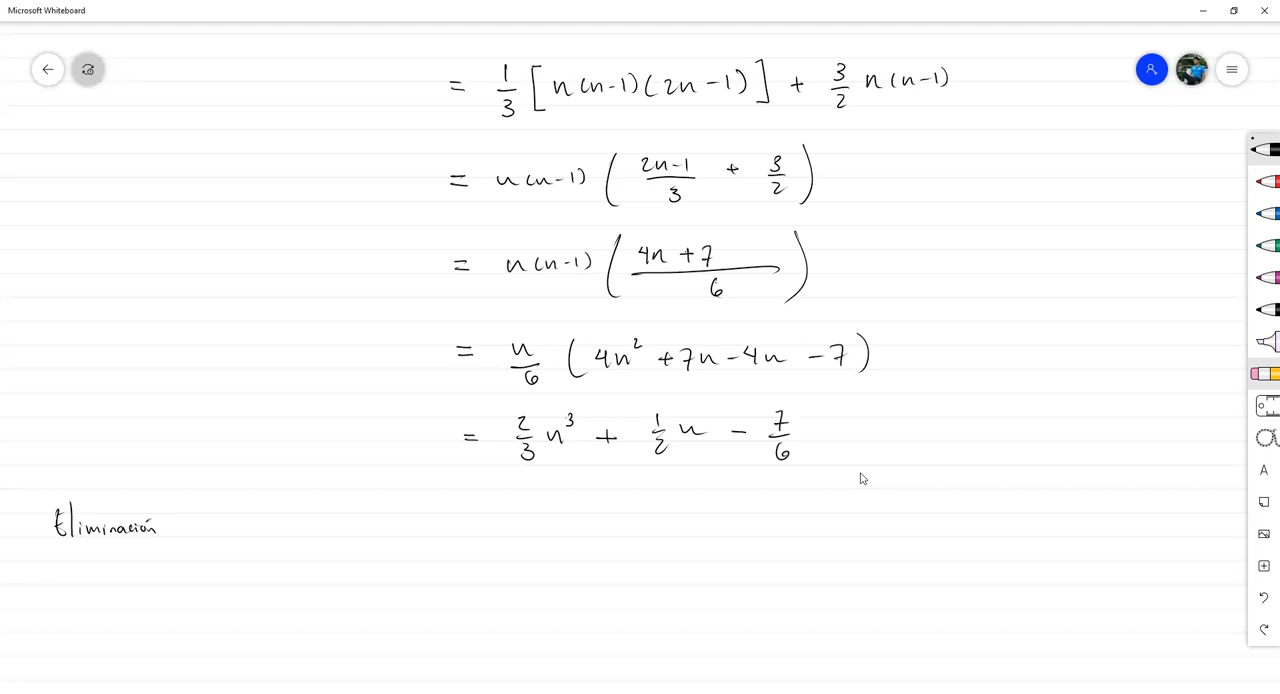 Microsoft Whiteboard
= 1/3 [n(n-1)(2n-1)] + 3/2 n(n-1)
= n(n-1) ( (2n-1)/3 + 3/2 )
= n(n-1) ( (4n+7)/6 )
= n/6 (4n² +7n-4n -7)
= 2/3 n³ + 1/2 n - 7/6
Eliminación
A